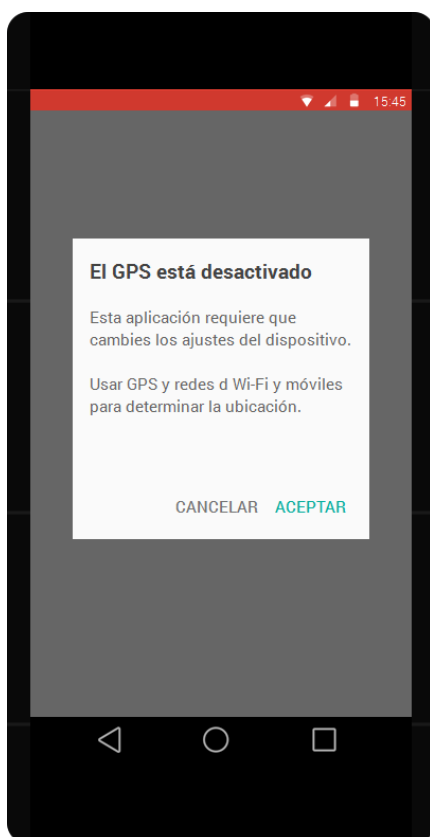 15:45
El GPS está desactivado
Esta aplicación requiere que
cambies los ajustes del dispositivo.
Usar GPS y redes d Wi-Fi y móviles
para determinar la ubicación.
CANCELAR ACEPTAR